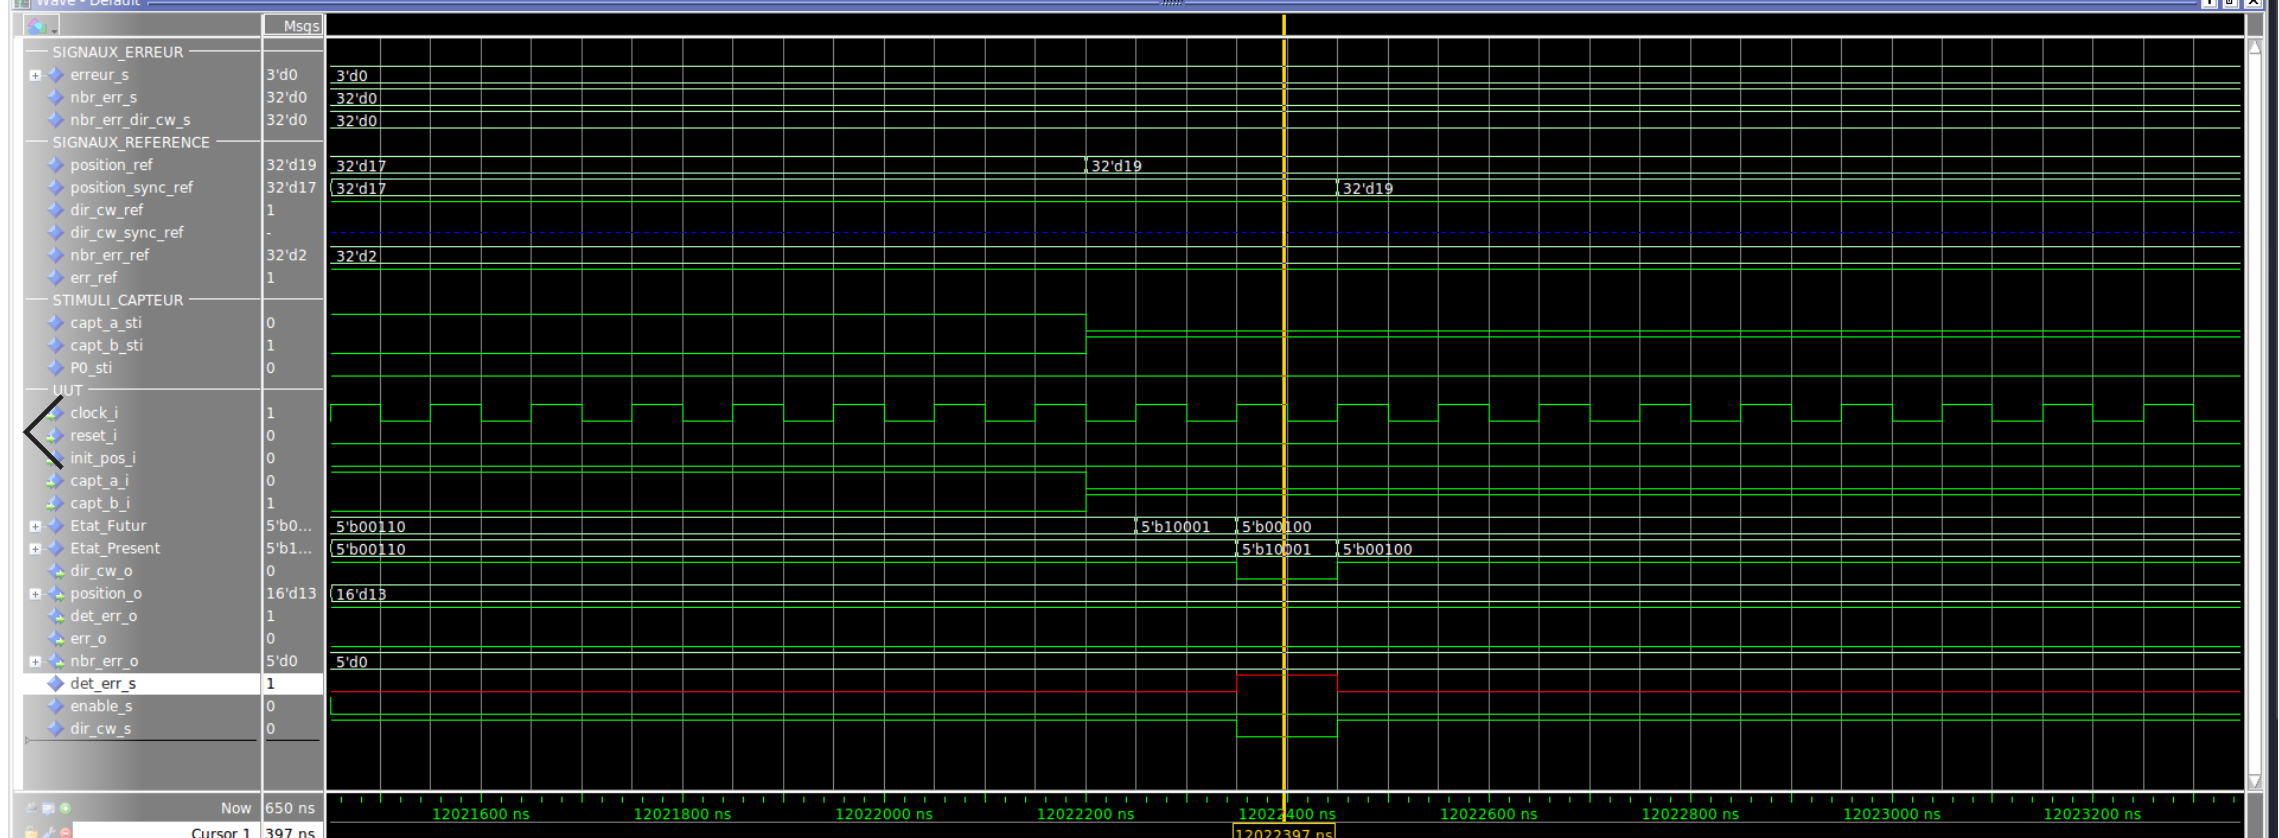 Wave - Default
Msgs
SIGNAUX_ERREUR
erreur_s 3'd0 3'd0
nbr_err_s 32'd0 32'd0
nbr_err_dir_cw_s 32'd0 32'd0
SIGNAUX_REFERENCE
position_ref 32'd19 32'd17 32'd19
position_sync_ref 32'd17 32'd17 32'd19
dir_cw_ref 1
dir_cw_sync_ref -
nbr_err_ref 32'd2 32'd2
err_ref 1
STIMULI_CAPTEUR
capt_a_sti 0
capt_b_sti 1
P0_sti 0
UUT
clock_i 1
reset_i 0
init_pos_i 0
capt_a_i 0
capt_b_i 1
Etat_Futur 5'b0... 5'b00110 5'b10001 5'b00100
Etat_Present 5'b1... 5'b00110 5'b10001 5'b00100
dir_cw_o 0
position_o 16'd13 16'd13
det_err_o 1
err_o 0
nbr_err_o 5'd0 5'd0
det_err_s 1
enable_s 0
dir_cw_s 0
Now 650 ns 12021600 ns 12021800 ns 12022000 ns 12022200 ns 12022400 ns 12022600 ns 12022800 ns 12023000 ns 12023200 ns
Cursor 1 397 ns 12022397 ns